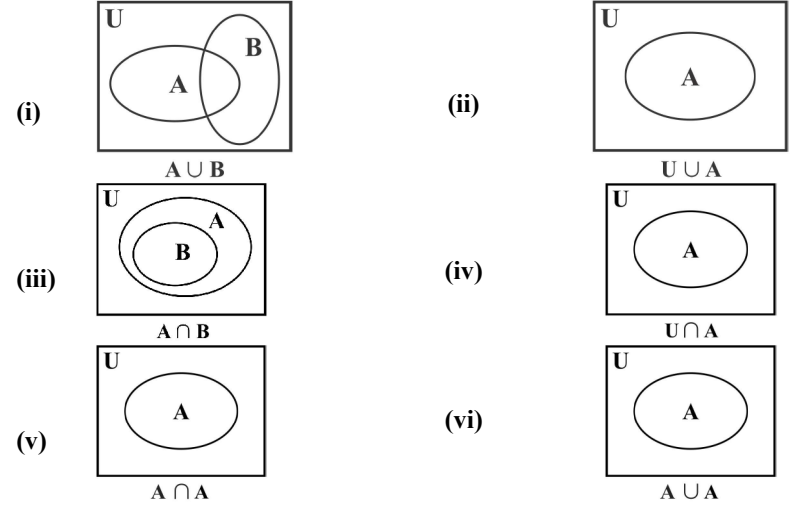 U
B
A
(i)
A ∪ B
U
A
(ii)
U ∪ A
U
A
B
(iii)
A ∩ B
U
A
(iv)
U ∩ A
U
A
(v)
A ∩ A
U
A
(vi)
A ∪ A